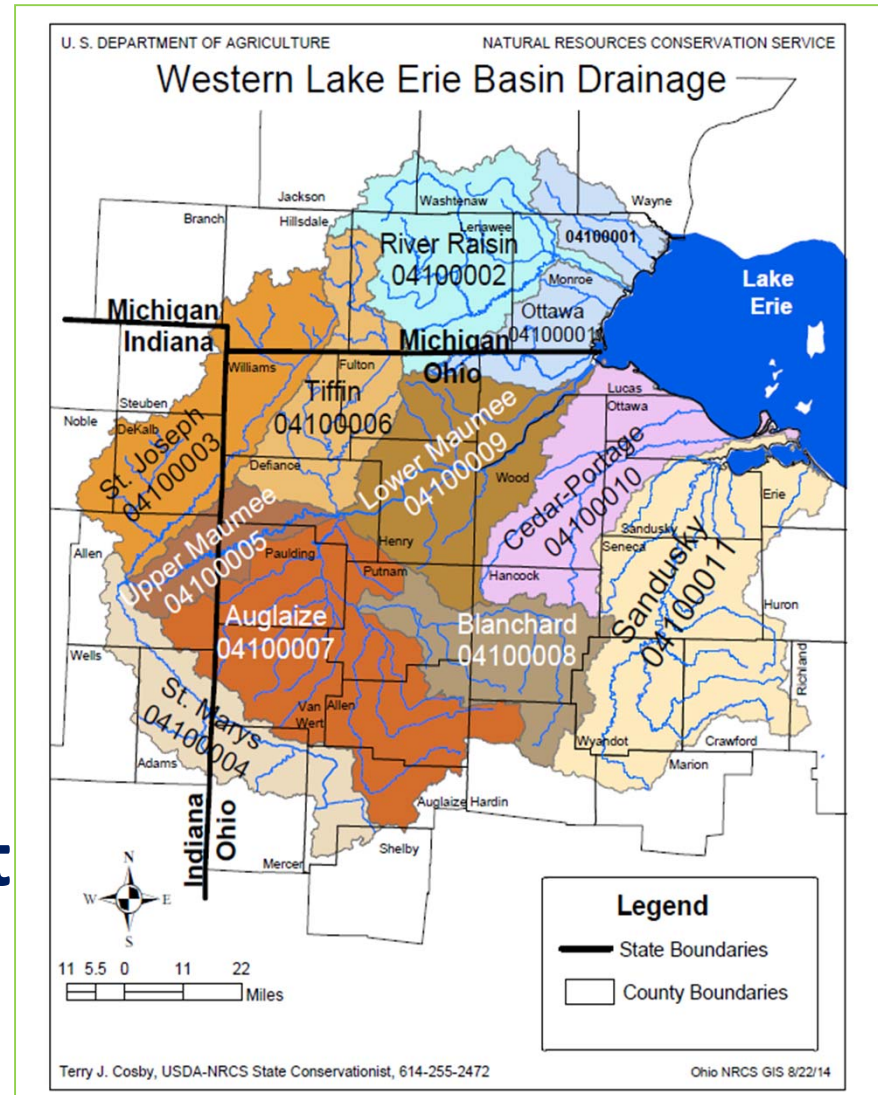 U. S. DEPARTMENT OF AGRICULTURE
NATURAL RESOURCES CONSERVATION SERVICE
Western Lake Erie Basin Drainage
Jackson
Washtenaw
Wayne
Branch
Hillsdale
Lenawee
04100001
River Raisin
04100002
Monroe
Lake
Erie
Ottawa
04100001
Michigan
Indiana
Michigan
Ohio
Williams
Fulton
Lucas
Tiffin
04100006
Ottawa
Steuben
Noble
DeKalb
St. Joseph
04100003
Defiance
Lower Maumee
04100009
Wood
Cedar-Portage
04100010
Erie
Sandusky
Seneca
Sandusky
04100011
Henry
Allen
Upper Maumee
04100005
Paulding
Putnam
Hancock
Huron
Auglaize
04100007
Blanchard
04100008
Wells
Richland
St. Marys
04100004
Van
Wert
Allen
Wyandot
Crawford
Adams
Marion
Auglaize
Hardin
Indiana
Ohio
Mercer
Shelby
t
N
W
E
S
11 5.5 0 11 22
Miles
Legend
State Boundaries
County Boundaries
Terry J. Cosby, USDA-NRCS State Conservationist, 614-255-2472
Ohio NRCS GIS 8/22/14